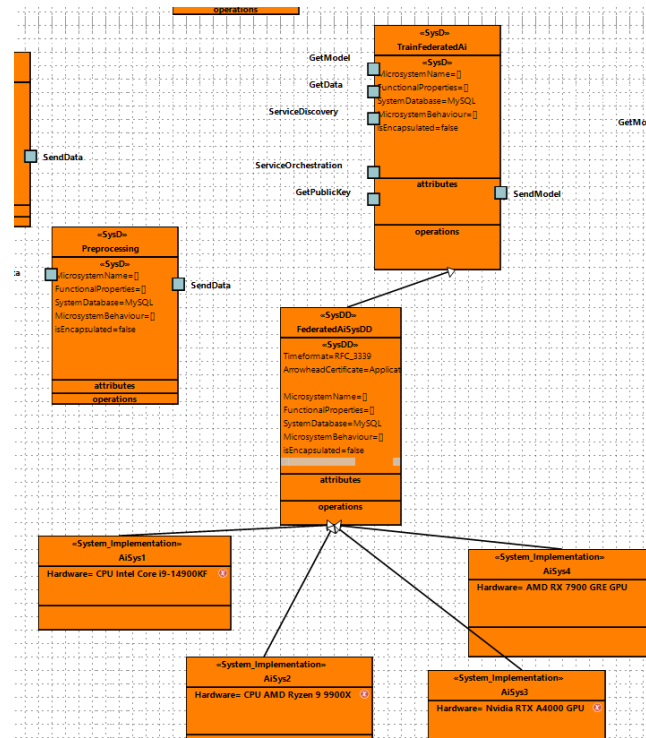 operations
«SysD»
TrainFederatedAi
«SysD»
MicrosystemName=[]
FunctionalProperties=[]
SystemDatabase=MySQL
MicrosystemBehaviour=[]
isEncapsulated=false
attributes
operations
GetModel
GetData
ServiceDiscovery
ServiceOrchestration
GetPublicKey
SendModel
GetMo
SendData
«SysD»
Preprocessing
«SysD»
MicrosystemName=[]
FunctionalProperties=[]
SystemDatabase=MySQL
MicrosystemBehaviour=[]
isEncapsulated=false
attributes
operations
ta
SendData
«SysDD»
FederatedAiSysDD
«SysDD»
Timeformat=RFC_3339
ArrowheadCertificate=Applicat
MicrosystemName=[]
FunctionalProperties=[]
SystemDatabase=MySQL
MicrosystemBehaviour=[]
isEncapsulated=false
attributes
operations
«System_Implementation»
AiSys1
Hardware= CPU Intel Core i9-14900KF
«System_Implementation»
AiSys4
Hardware= AMD RX 7900 GRE GPU
«System_Implementation»
AiSys2
Hardware= CPU AMD Ryzen 9 9900X
«System_Implementation»
AiSys3
Hardware= Nvidia RTX A4000 GPU